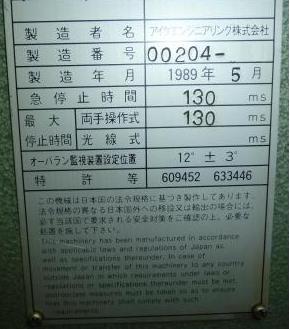 製造者名 アイダエンジニアリング株式会社
製造番号 00204-
製造年月 1989年 5月
急停止時間 130 ms
最大 両手操作式 130 ms
停止時間 光線式 ms
オーバラン監視装置設定位置 12° ± 3°
特許等 609452 633446
この機械は日本国の法令規格に基づき製作してあります。
法令規格の異なる日本国外への移設又は輸出の場合には、
必ず当該国で要求される安全対策をご確認の上、必要な
処置を施して下さい。
This machinery has been manufactured in accordance
with applicable laws and regulations of Japan as
well as specifications thereunder. In case of
movement or transfer of this machinery to any country
outside Japan in which requirements under laws or
regulations or specifications thereunder must be met,
appropriate measures must be taken so as to ensure
that this machinery shall comply with such
requirements.